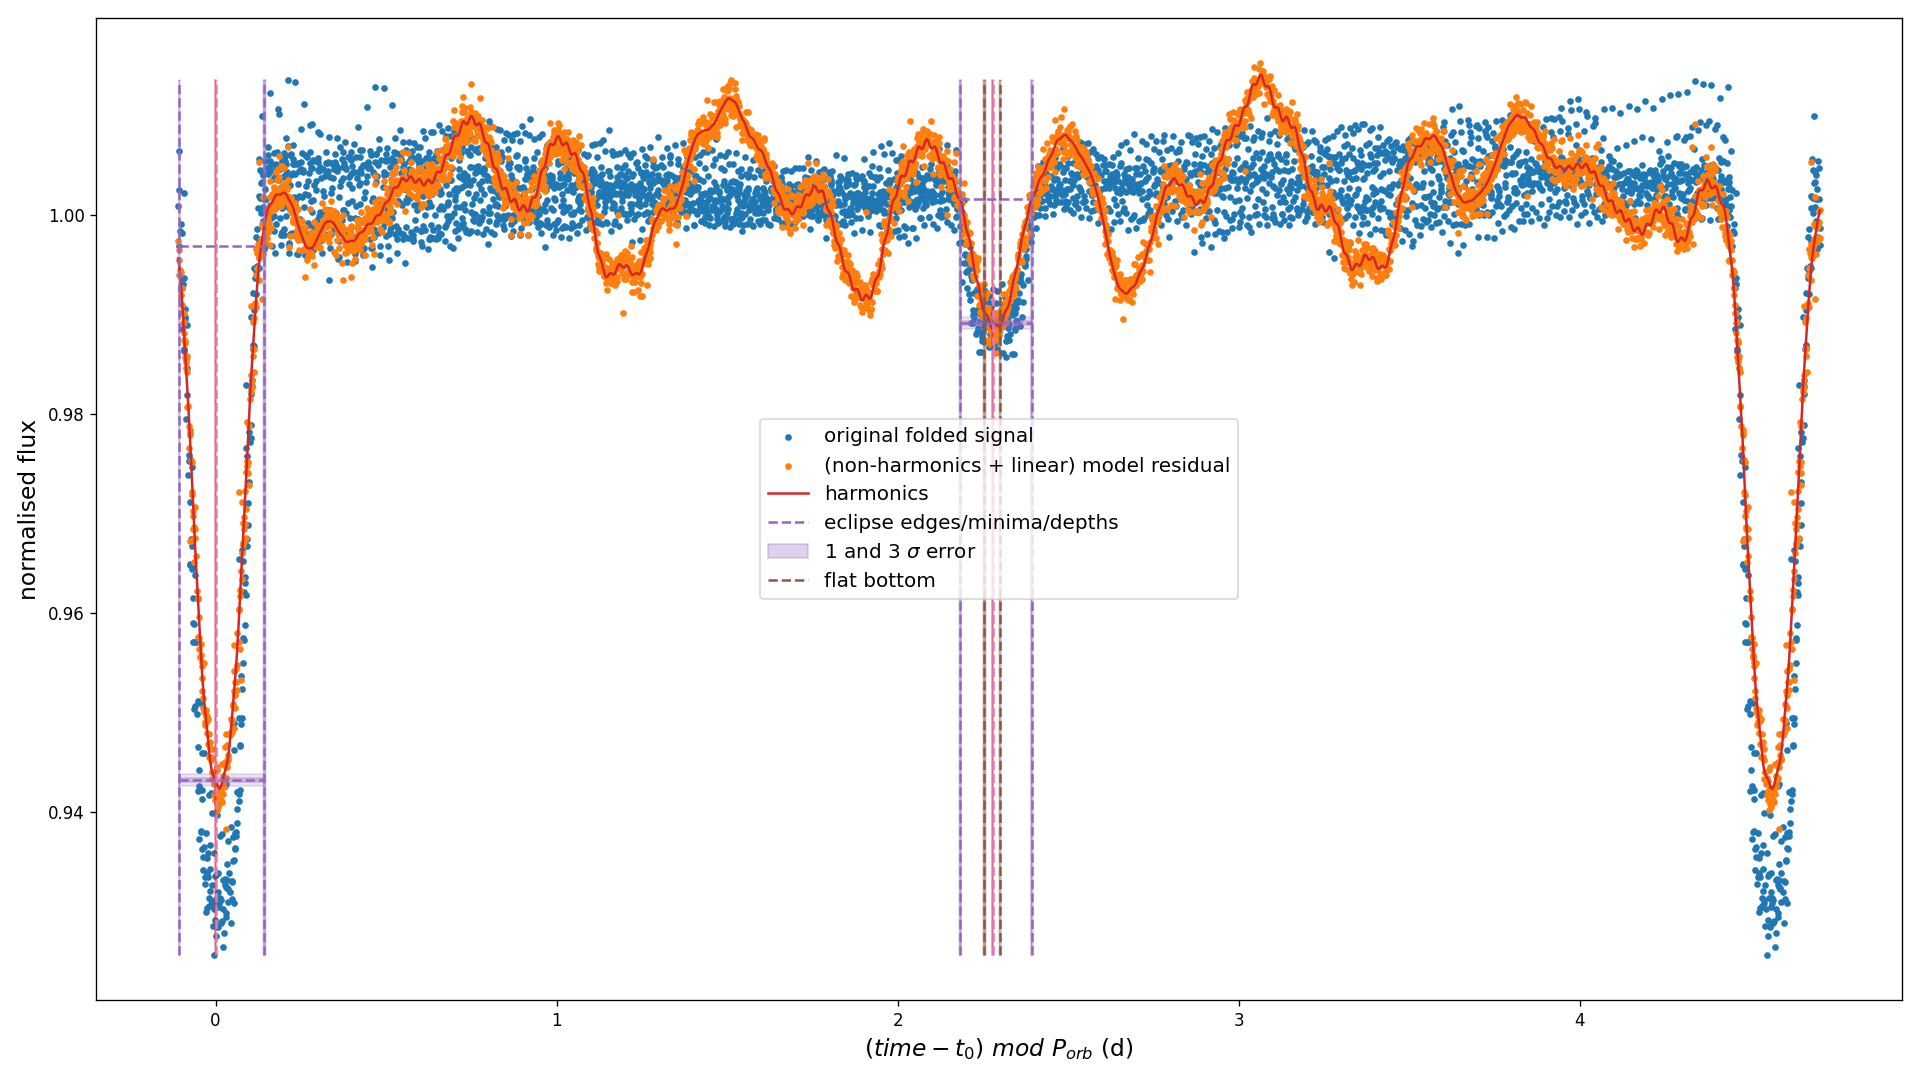 normalised flux
1.00
0.98
0.96
0.94
original folded signal
(non-harmonics + linear) model residual
harmonics
eclipse edges/minima/depths
1 and 3 σ error
flat bottom
0 1 2 3 4
(time − t₀) mod P_orb (d)